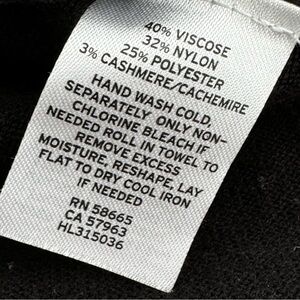 40% VISCOSE
32% NYLON
25% POLYESTER
3% CASHMERE/CACHEMIRE
HAND WASH COLD,
SEPARATELY ONLY NON-
CHLORINE BLEACH IF
NEEDED ROLL IN TOWEL TO
REMOVE EXCESS
MOISTURE, RESHAPE, LAY
FLAT TO DRY COOL IRON
IF NEEDED
RN 58665
CA 57963
HL315036